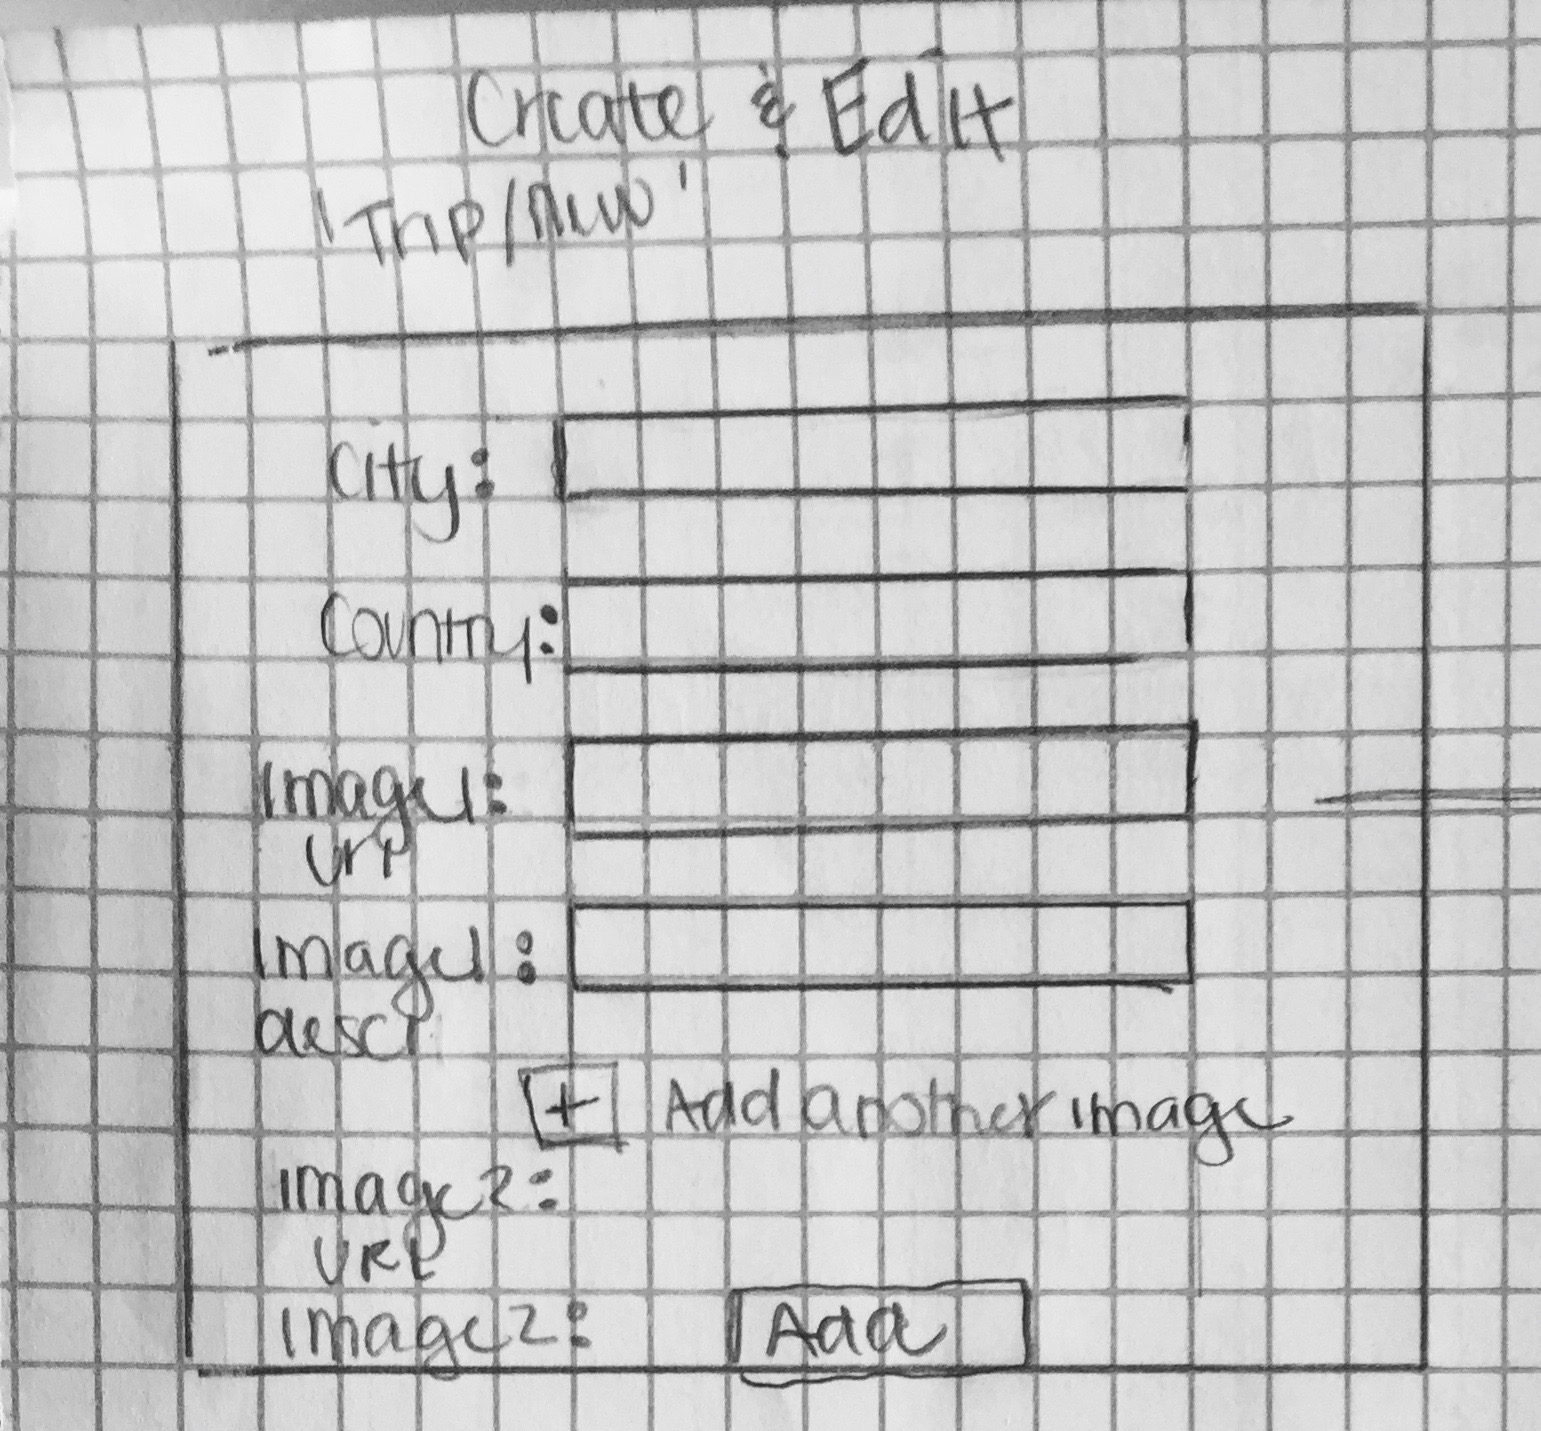 Create & Edit
'Trip/new'
City:
Country:
Image1:
url
Image1:
descr
+ Add another image
image2:
URL
image2:
Add